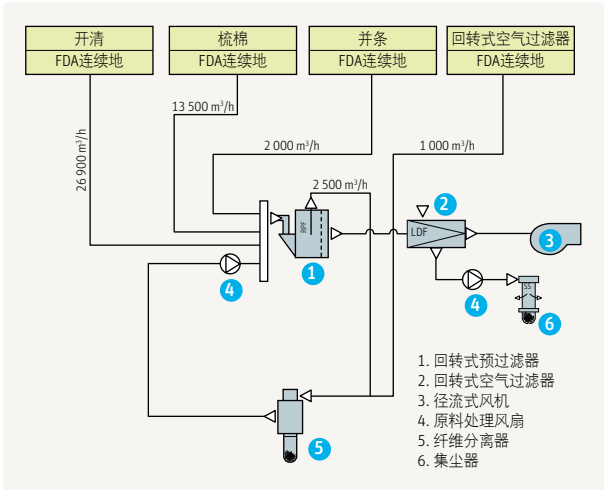 开清
FDA连续地
梳棉
FDA连续地
并条
FDA连续地
回转式空气过滤器
FDA连续地
13 500 m³/h
26 900 m³/h
2 000 m³/h
1 000 m³/h
2 500 m³/h
RPF
1
2
LDF
3
4
4
SS
6
5
1. 回转式预过滤器
2. 回转式空气过滤器
3. 径流式风机
4. 原料处理风扇
5. 纤维分离器
6. 集尘器